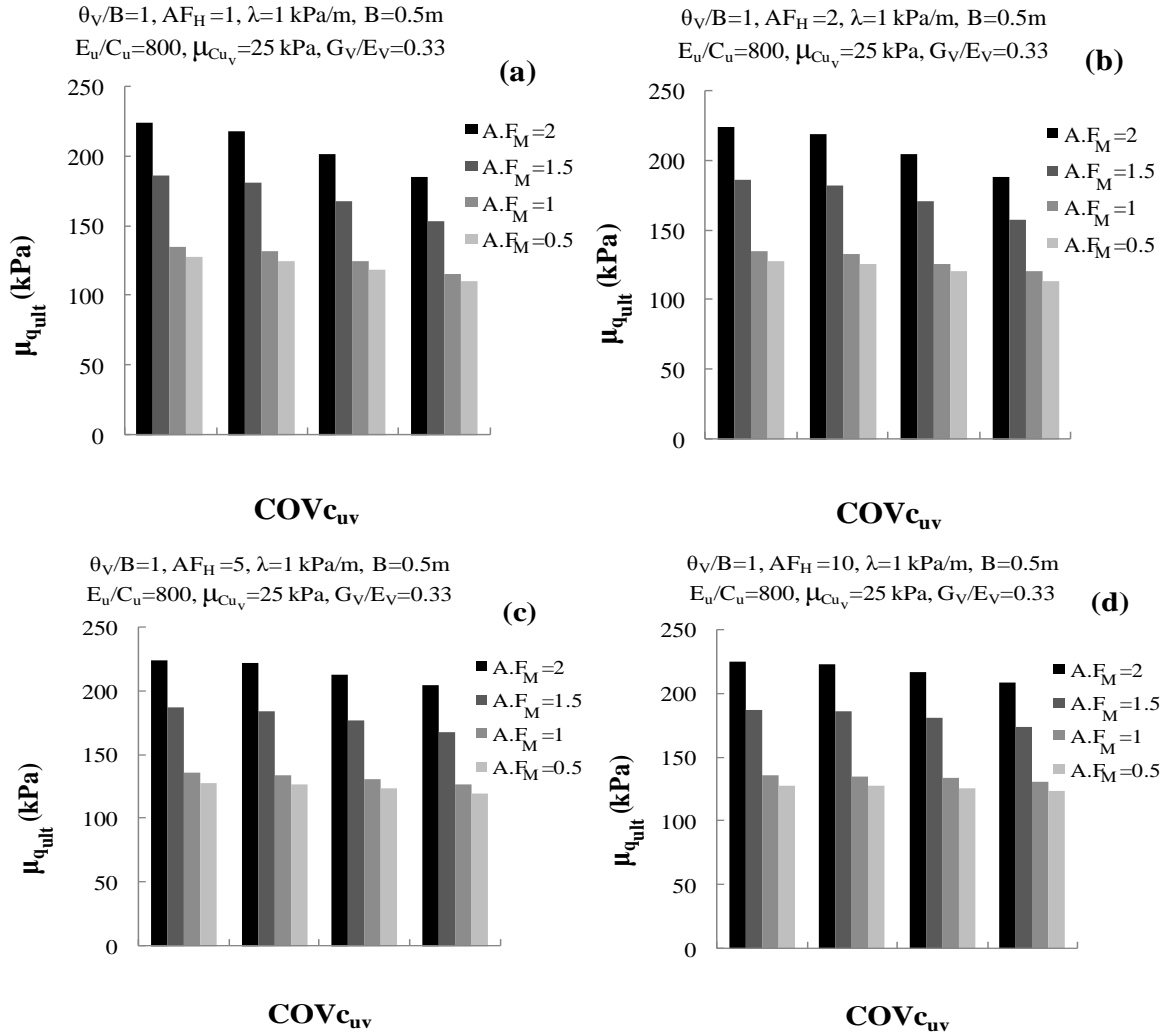 θV/B=1, AFH=1, λ=1 kPa/m, B=0.5m
Eu/Cu=800, μCuv=25 kPa, GV/EV=0.33
(a)
250
200
150
100
50
0
μqult (kPa)
A.FM=2
A.FM=1.5
A.FM=1
A.FM=0.5
COVcuv
θV/B=1, AFH=2, λ=1 kPa/m, B=0.5m
Eu/Cu=800, μCuv=25 kPa, GV/EV=0.33
(b)
250
200
150
100
50
0
μqult (kPa)
A.FM=2
A.FM=1.5
A.FM=1
A.FM=0.5
COVcuv
θV/B=1, AFH=5, λ=1 kPa/m, B=0.5m
Eu/Cu=800, μCuv=25 kPa, GV/EV=0.33
(c)
250
200
150
100
50
0
μqult (kPa)
A.FM=2
A.FM=1.5
A.FM=1
A.FM=0.5
COVcuv
θV/B=1, AFH=10, λ=1 kPa/m, B=0.5m
Eu/Cu=800, μCuv=25 kPa, GV/EV=0.33
(d)
250
200
150
100
50
0
μqult (kPa)
A.FM=2
A.FM=1.5
A.FM=1
A.FM=0.5
COVcuv